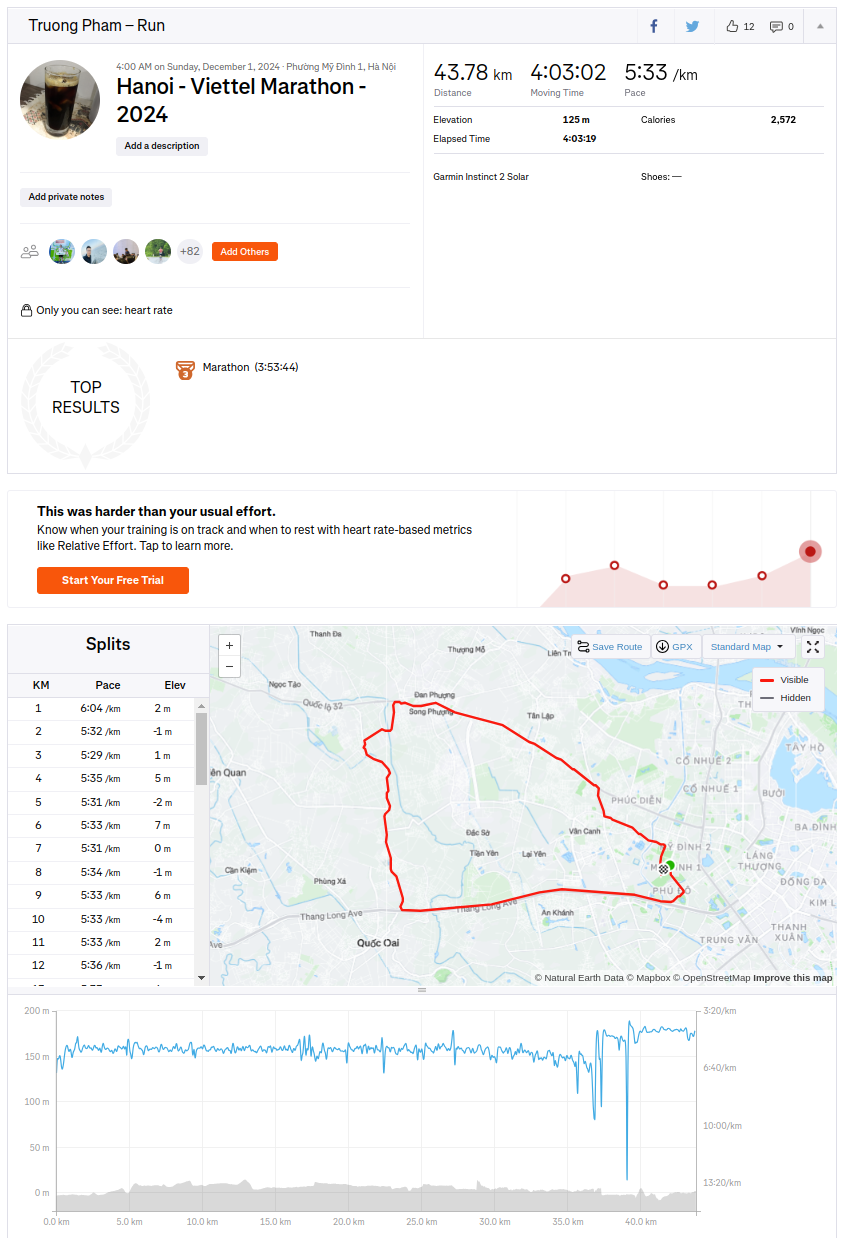 Truong Pham – Run
12
0
4:00 AM on Sunday, December 1, 2024 · Phường Mỹ Đình 1, Hà Nội
Hanoi - Viettel Marathon -
2024
Add a description
Add private notes
+82
Add Others
Only you can see: heart rate
43.78 km 4:03:02 5:33 /km
Distance Moving Time Pace
Elevation 125 m Calories 2,572
Elapsed Time 4:03:19
Garmin Instinct 2 Solar Shoes: —
TOP
RESULTS
3
Marathon (3:53:44)
This was harder than your usual effort.
Know when your training is on track and when to rest with heart rate-based metrics
like Relative Effort. Tap to learn more.
Start Your Free Trial
Splits
KM Pace Elev
1 6:04 /km 2 m
2 5:32 /km -1 m
3 5:29 /km 1 m
4 5:35 /km 5 m
5 5:31 /km -2 m
6 5:33 /km 7 m
7 5:31 /km 0 m
8 5:34 /km -1 m
9 5:33 /km 6 m
10 5:33 /km -4 m
11 5:33 /km 2 m
12 5:36 /km -1 m
+
−
Save Route
GPX
Standard Map
Visible
Hidden
Thanh Đa
Thượng Mỗ
Vĩnh Ngọc
Ngọc Tảo
Quốc lộ 32
Đan Phượng
Song Phượng
Tân Lập
TÂY HỒ
CỔ NHUẾ 2
CỔ NHUẾ 1
BƯỞI
PHÚC DIỄN
BA ĐÌNH
Đắc Sở
Vân Canh
Tiền Yên
Lại Yên
LÁNG
THƯỢNG
Cần Kiệm
Phùng Xá
PHÚ ĐÔ
ĐỐNG ĐA
KIM L
Thang Long Ave
Thang Long Ave
An Khánh
THANH
XUÂN
TRUNG VĂN
Ave
Quốc Oai
© Natural Earth Data © Mapbox © OpenStreetMap Improve this map
200 m
150 m
100 m
50 m
0 m
3:20/km
6:40/km
10:00/km
13:20/km
0.0 km 5.0 km 10.0 km 15.0 km 20.0 km 25.0 km 30.0 km 35.0 km 40.0 km